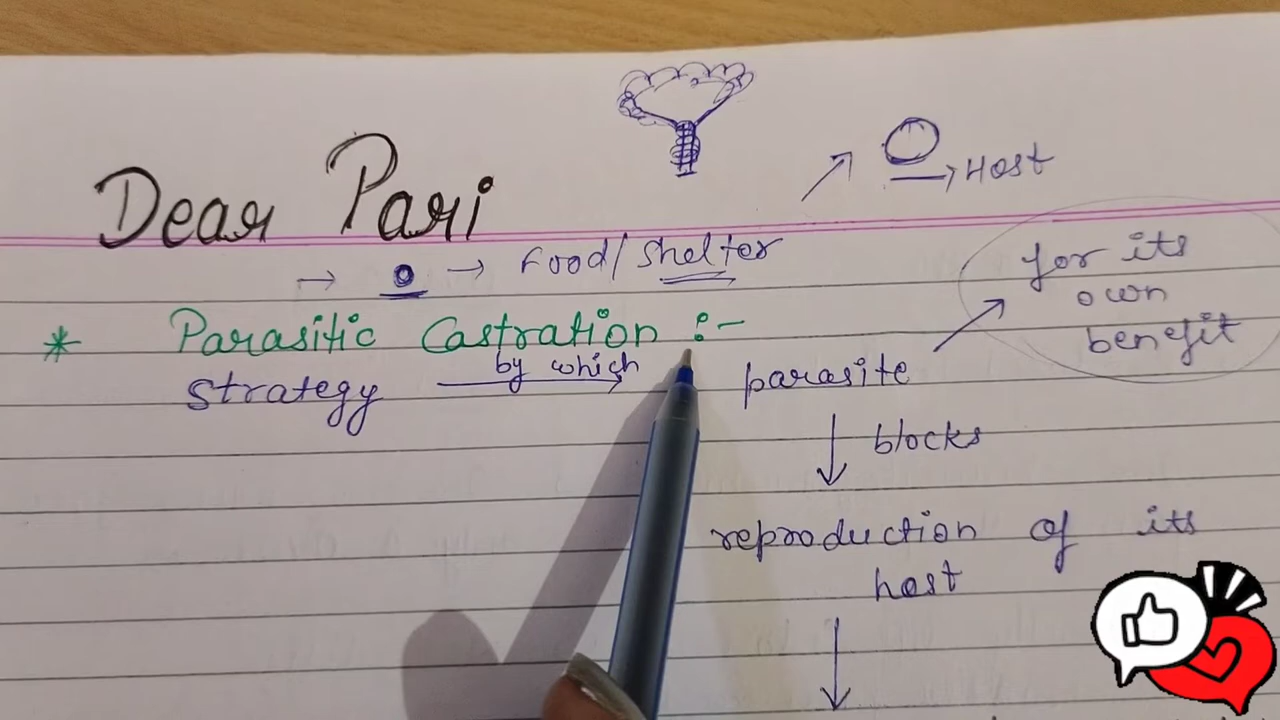 → Host
Dear Pari
→ → Food/Shelter
for its
own
benefit
* Parasitic Castration :-
strategy by which → parasite
↓ blocks
reproduction of its
host
↓